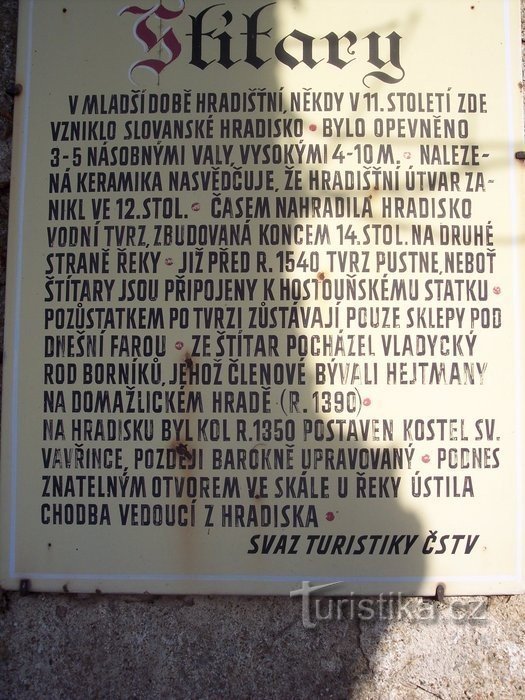 Štítary
V MLADŠÍ DOBĚ HRADIŠTNÍ, NĚKDY V 11. STOLETÍ ZDE
VZNIKLO SLOVANSKÉ HRADISKO • BYLO OPEVNĚNO
3-5 NÁSOBNÝMI VALY, VYSOKÝMI 4-10 M. • NALEZE-
NÁ KERAMIKA NASVĚDČUJE, ŽE HRADIŠTNÍ ÚTVAR ZA-
NIKL VE 12. STOL. • ČASEM NAHRADILA HRADISKO
VODNÍ TVRZ, ZBUDOVANÁ KONCEM 14. STOL. NA DRUHÉ
STRANĚ ŘEKY • JIŽ PŘED R. 1540 TVRZ PUSTNE, NEBOŤ
ŠTÍTARY JSOU PŘIPOJENY K HOSTOUŇSKÉMU STATKU •
POZŮSTATKEM PO TVRZI ZŮSTÁVAJÍ POUZE SKLEPY POD
DNEŠNÍ FAROU • ZE ŠTÍTAR POCHÁZEL VLADYCKÝ
ROD BORNÍKŮ, JEHOŽ ČLENOVÉ BÝVALI HEJTMANY
NA DOMAŽLICKÉM HRADĚ (R. 1390) •
NA HRADISKU BYL KOL R. 1350 POSTAVEN KOSTEL SV.
VAVŘINCE, POZDĚJI BAROKNĚ UPRAVOVANÝ • PODNES
ZNATELNÝM OTVOREM VE SKÁLE U ŘEKY ÚSTILA
CHODBA VEDOUCÍ Z HRADISKA •
SVAZ TURISTIKY ČSTV
Turistika.cz